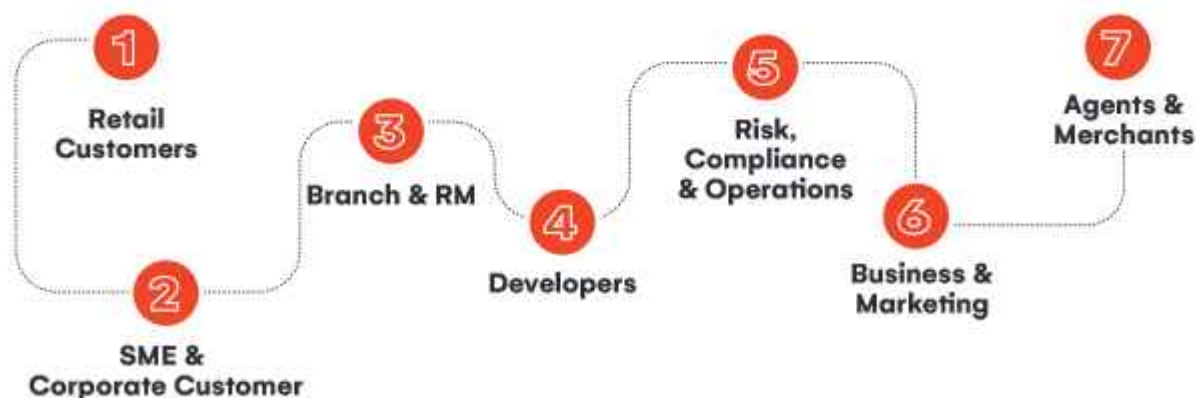 1
Retail
Customers
2
SME &
Corporate Customer
3
Branch & RM
4
Developers
5
Risk,
Compliance
& Operations
6
Business &
Marketing
7
Agents &
Merchants